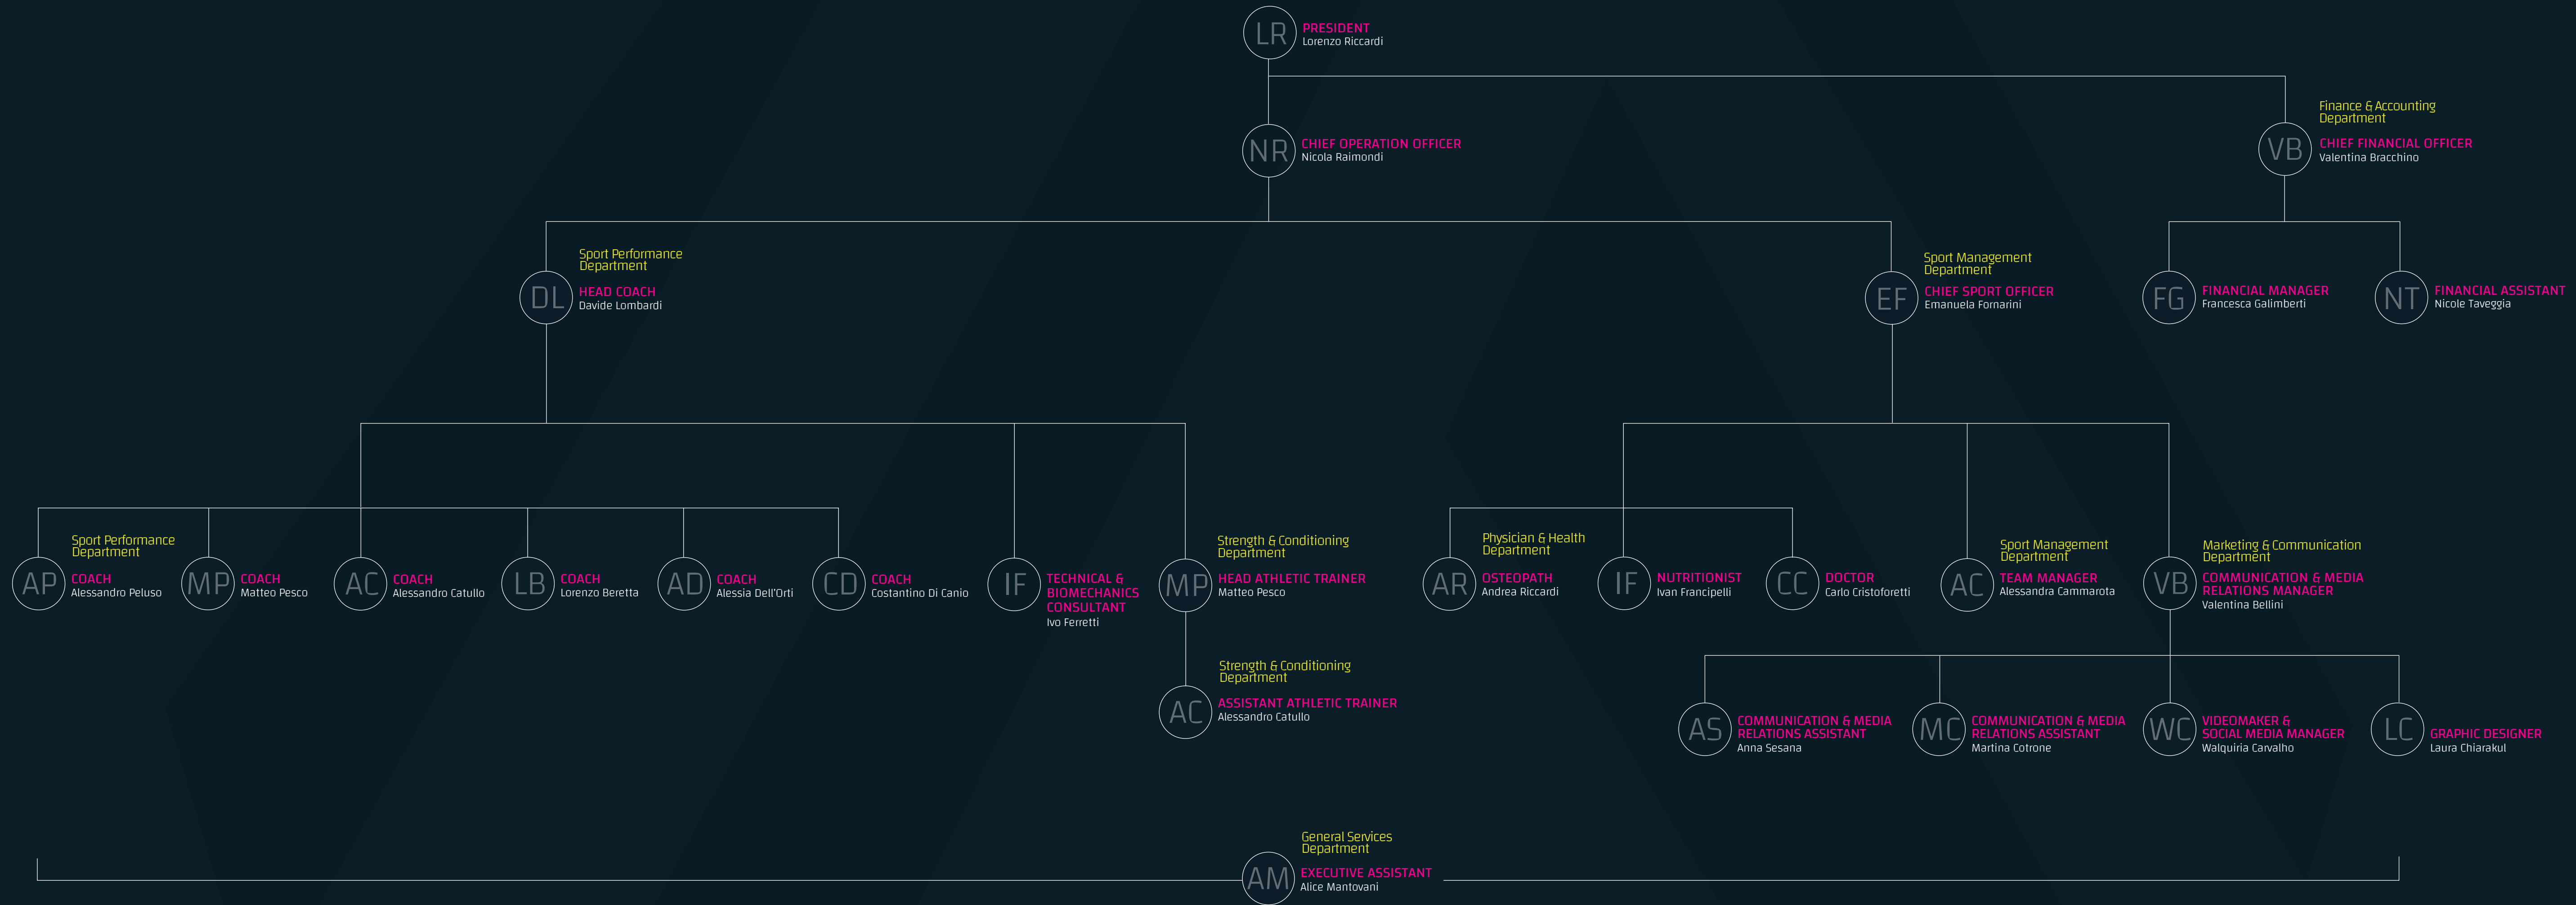 LR
PRESIDENT
Lorenzo Riccardi
NR
CHIEF OPERATION OFFICER
Nicola Raimondi
Finance & Accounting
Department
VB
CHIEF FINANCIAL OFFICER
Valentina Bracchino
Sport Performance
Department
DL
HEAD COACH
Davide Lombardi
Sport Management
Department
EF
CHIEF SPORT OFFICER
Emanuela Fornarini
FG
FINANCIAL MANAGER
Francesca Galimberti
NT
FINANCIAL ASSISTANT
Nicole Taveggia
Sport Performance
Department
AP
COACH
Alessandro Peluso
MP
COACH
Matteo Pesco
AC
COACH
Alessandro Catullo
LB
COACH
Lorenzo Beretta
AD
COACH
Alessia Dell'Orti
CD
COACH
Costantino Di Canio
IF
TECHNICAL &
BIOMECHANICS
CONSULTANT
Ivo Ferretti
Strength & Conditioning
Department
MP
HEAD ATHLETIC TRAINER
Matteo Pesco
Strength & Conditioning
Department
AC
ASSISTANT ATHLETIC TRAINER
Alessandro Catullo
Physician & Health
Department
AR
OSTEOPATH
Andrea Riccardi
IF
NUTRITIONIST
Ivan Francipelli
CC
DOCTOR
Carlo Cristoforetti
Sport Management
Department
AC
TEAM MANAGER
Alessandra Cammarota
Marketing & Communication
Department
VB
COMMUNICATION & MEDIA
RELATIONS MANAGER
Valentina Bellini
AS
COMMUNICATION & MEDIA
RELATIONS ASSISTANT
Anna Sesana
MC
COMMUNICATION & MEDIA
RELATIONS ASSISTANT
Martina Cotrone
WC
VIDEOMAKER &
SOCIAL MEDIA MANAGER
Walquiria Carvalho
LC
GRAPHIC DESIGNER
Laura Chiarakul
General Services
Department
AM
EXECUTIVE ASSISTANT
Alice Mantovani